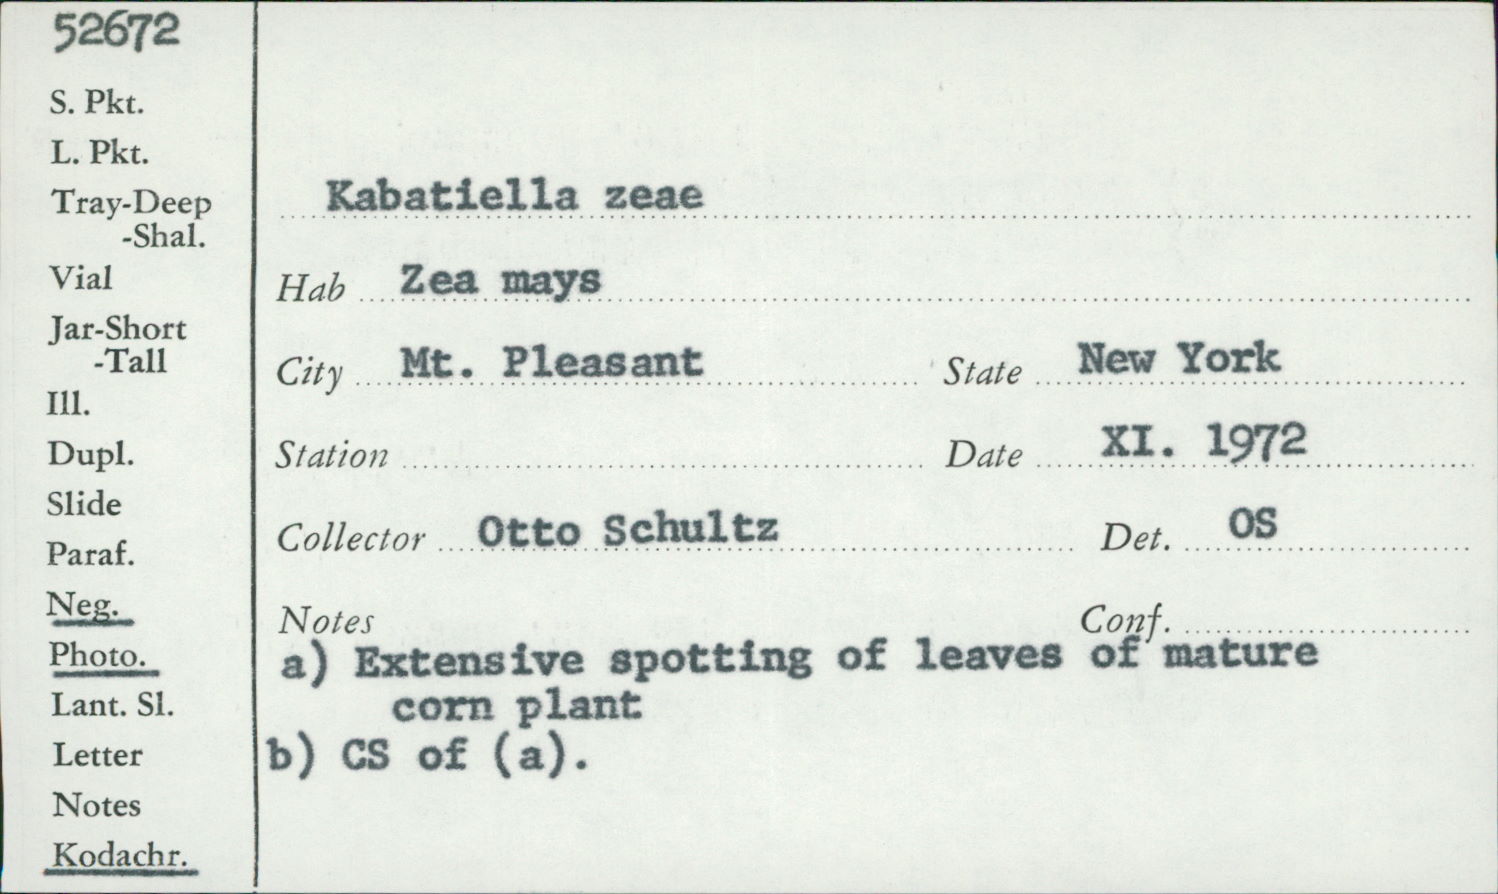 52672
S. Pkt.
L. Pkt.
Tray-Deep
-Shal.
Vial
Jar-Short
-Tall
Ill.
Dupl.
Slide
Paraf.
Neg.
Photo.
Lant. Sl.
Letter
Notes
Kodachr.
Kabatiella zeae
Hab Zea mays
City Mt. Pleasant State New York
Station Date XI. 1972
Collector Otto Schultz Det. OS
Notes Conf.
a) Extensive spotting of leaves of mature
corn plant
b) CS of (a).